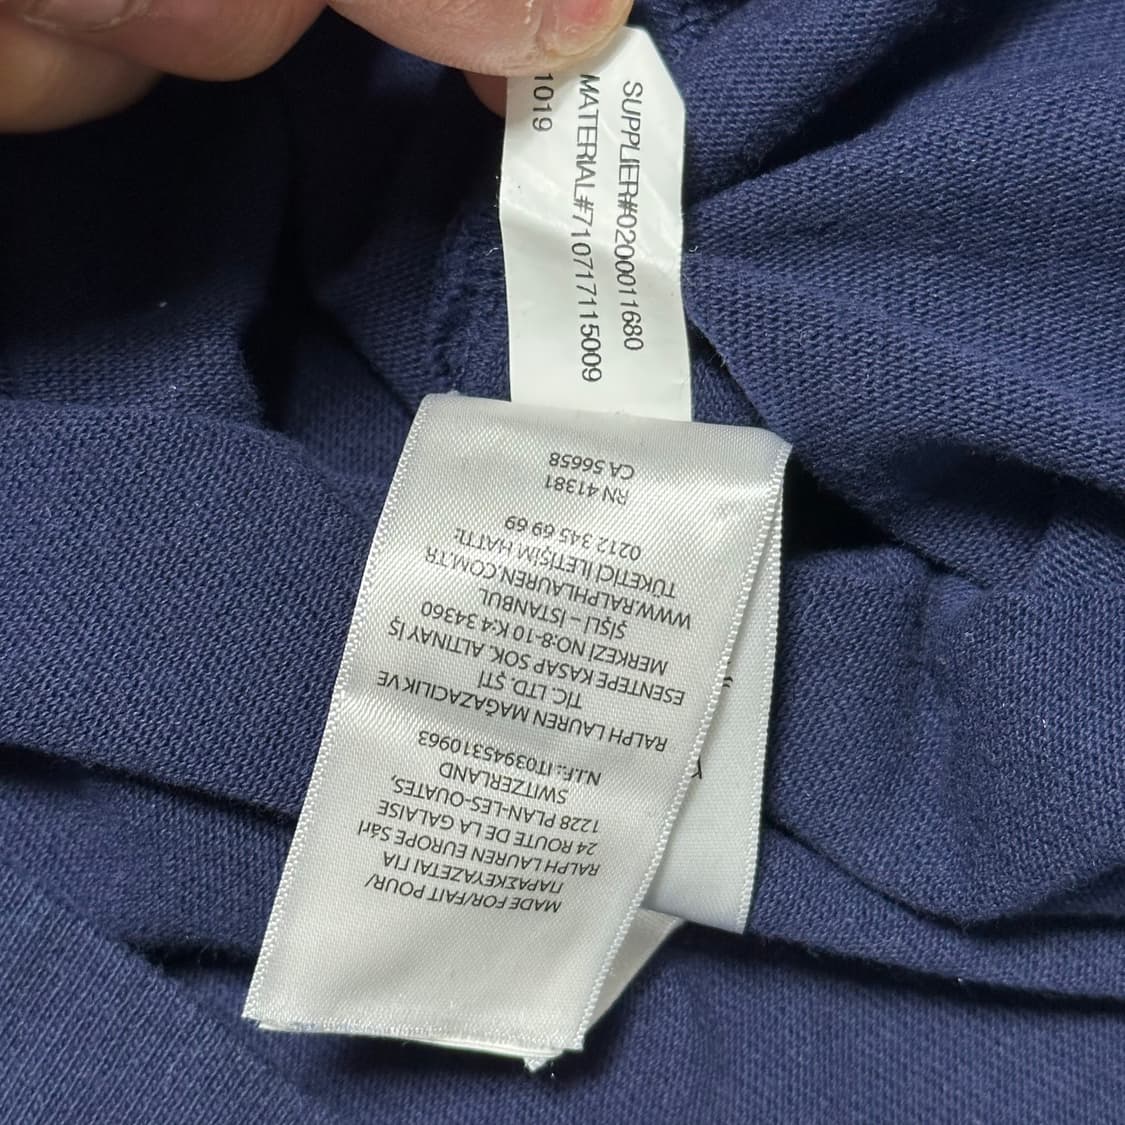 SUPPLIER#0200011680
MATERIAL#710717115009
1019
MADE FOR/FAIT POUR/
ΠΑΡΑΣΚΕΥΑΖΕΤΑΙ ΓΙΑ
RALPH LAUREN EUROPE Sàrl
24 ROUTE DE LA GALAISE
1228 PLAN-LES-OUATES,
SWITZERLAND
N.I.F.: IT03945310963
RALPH LAUREN MAĞAZACILIK VE
TİC. LTD. ŞTİ
ESENTEPE KASAP SOK. ALTINAY İŞ
MERKEZİ NO:8-10 K:4 34360
ŞİŞLİ – İSTANBUL
WWW.RALPHLAUREN.COM.TR
TÜKETİCİ İLETİŞİM HATTI:
0212 345 69 69
RN 41381
CA 56658